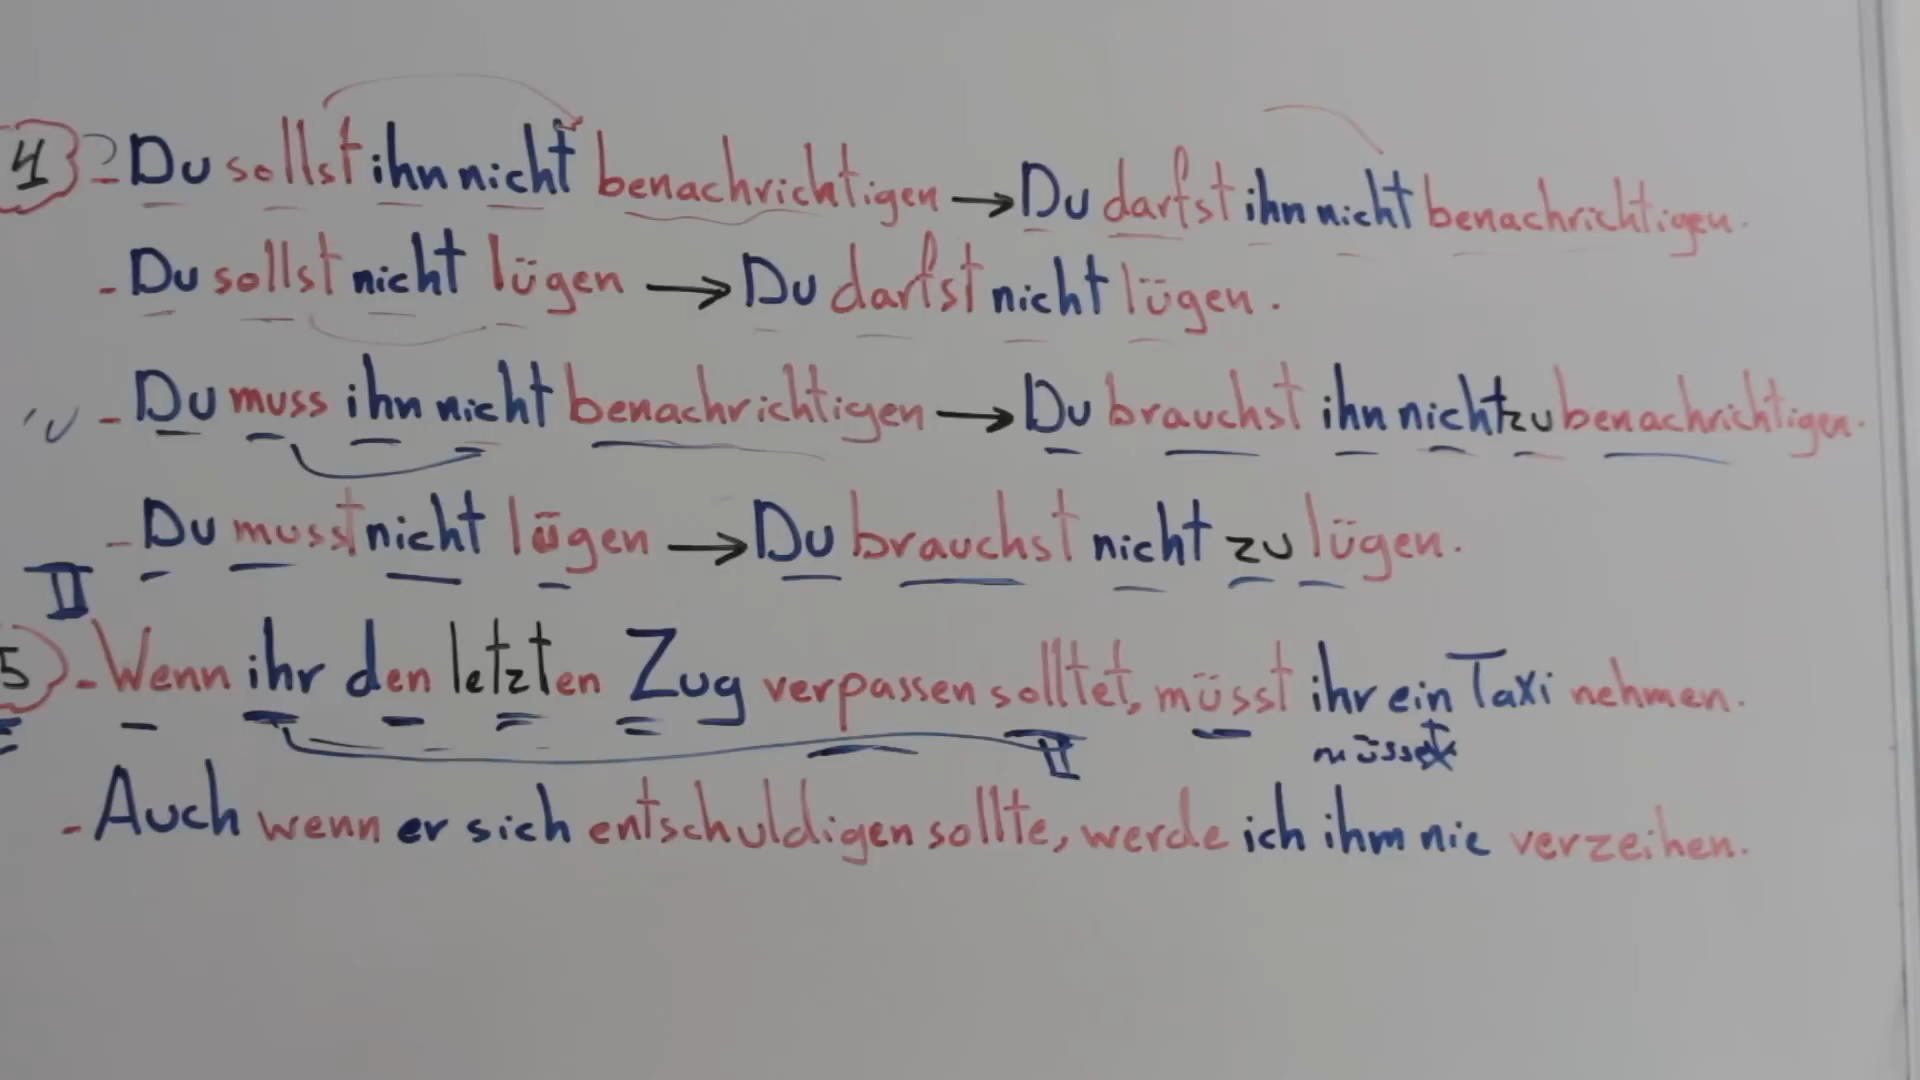 4 - Du sollst ihn nicht benachrichtigen → Du darfst ihn nicht benachrichtigen.
- Du sollst nicht lügen → Du darfst nicht lügen.
- Du muss ihn nicht benachrichtigen → Du brauchst ihn nicht zu benachrichtigen.
- Du musst nicht lügen → Du brauchst nicht zu lügen.
II
5 - Wenn ihr den letzten Zug verpassen solltet, müsst ihr ein Taxi nehmen.
II
- Auch wenn er sich entschuldigen sollte, werde ich ihm nie verzeihen.